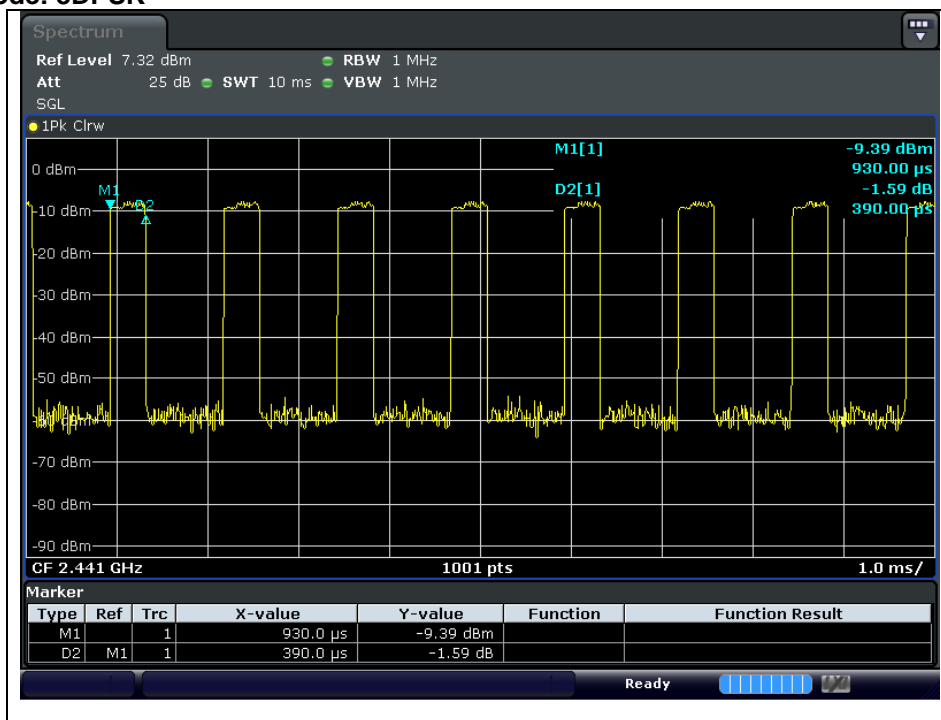 Spectrum
Ref Level 7.32 dBm RBW 1 MHz
Att 25 dB SWT 10 ms VBW 1 MHz
SGL
1Pk Clrw
M1[1] -9.39 dBm
930.00 µs
D2[1] -1.59 dB
390.00 µs
M1
D2
0 dBm
-10 dBm
-20 dBm
-30 dBm
-40 dBm
-50 dBm
-70 dBm
-80 dBm
-90 dBm
CF 2.441 GHz 1001 pts 1.0 ms/
Marker
Type Ref Trc X-value Y-value Function Function Result
M1 1 930.0 µs -9.39 dBm
D2 M1 1 390.0 µs -1.59 dB
Ready